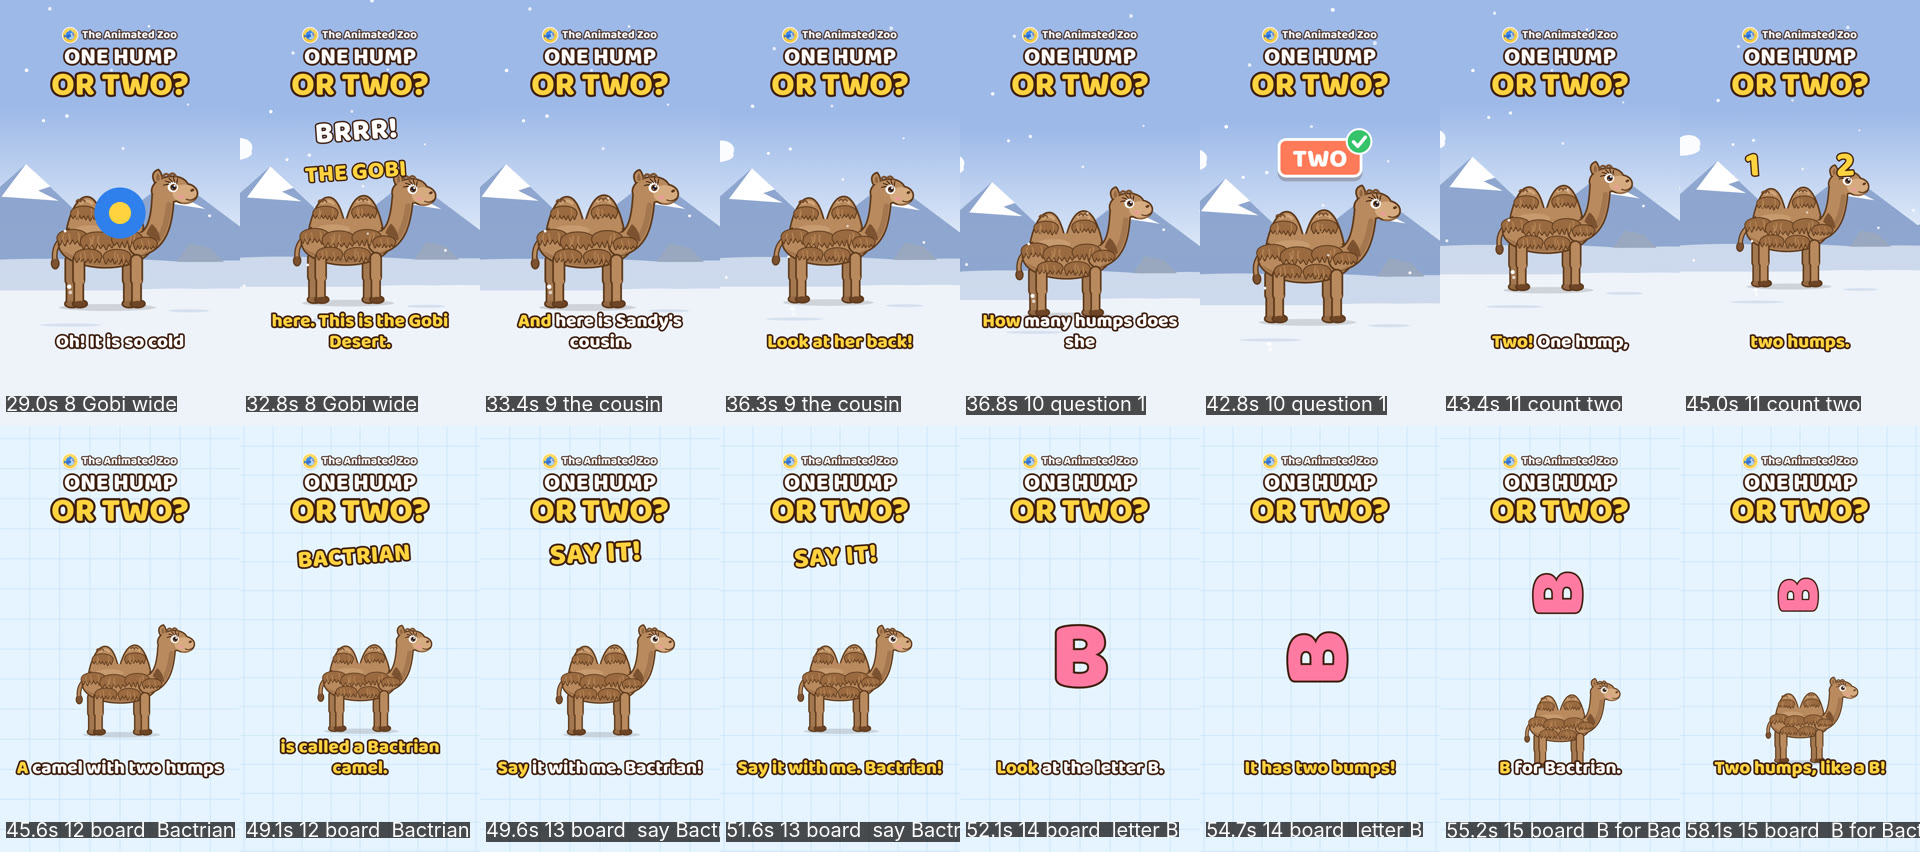 The Animated Zoo
ONE HUMP
OR TWO?
Oh! It is so cold
29.0s 8 Gobi wide
The Animated Zoo
ONE HUMP
OR TWO?
BRRR!
THE GOBI
here. This is the Gobi
Desert.
32.8s 8 Gobi wide
The Animated Zoo
ONE HUMP
OR TWO?
And here is Sandy's
cousin.
33.4s 9 the cousin
The Animated Zoo
ONE HUMP
OR TWO?
Look at her back!
36.3s 9 the cousin
The Animated Zoo
ONE HUMP
OR TWO?
How many humps does
she
36.8s 10 question 1
The Animated Zoo
ONE HUMP
OR TWO?
TWO
42.8s 10 question 1
The Animated Zoo
ONE HUMP
OR TWO?
Two! One hump,
43.4s 11 count two
The Animated Zoo
ONE HUMP
OR TWO?
1 2
two humps.
45.0s 11 count two
The Animated Zoo
ONE HUMP
OR TWO?
A camel with two humps
45.6s 12 board Bactrian
The Animated Zoo
ONE HUMP
OR TWO?
BACTRIAN
is called a Bactrian
camel.
49.1s 12 board Bactrian
The Animated Zoo
ONE HUMP
OR TWO?
SAY IT!
Say it with me. Bactrian!
49.6s 13 board say Bact
The Animated Zoo
ONE HUMP
OR TWO?
SAY IT!
Say it with me. Bactrian!
51.6s 13 board say Bactr
The Animated Zoo
ONE HUMP
OR TWO?
B
Look at the letter B.
52.1s 14 board letter B
The Animated Zoo
ONE HUMP
OR TWO?
B
It has two bumps!
54.7s 14 board letter B
The Animated Zoo
ONE HUMP
OR TWO?
B
B for Bactrian.
55.2s 15 board B for Bac
The Animated Zoo
ONE HUMP
OR TWO?
B
Two humps, like a B!
58.1s 15 board B for Bact